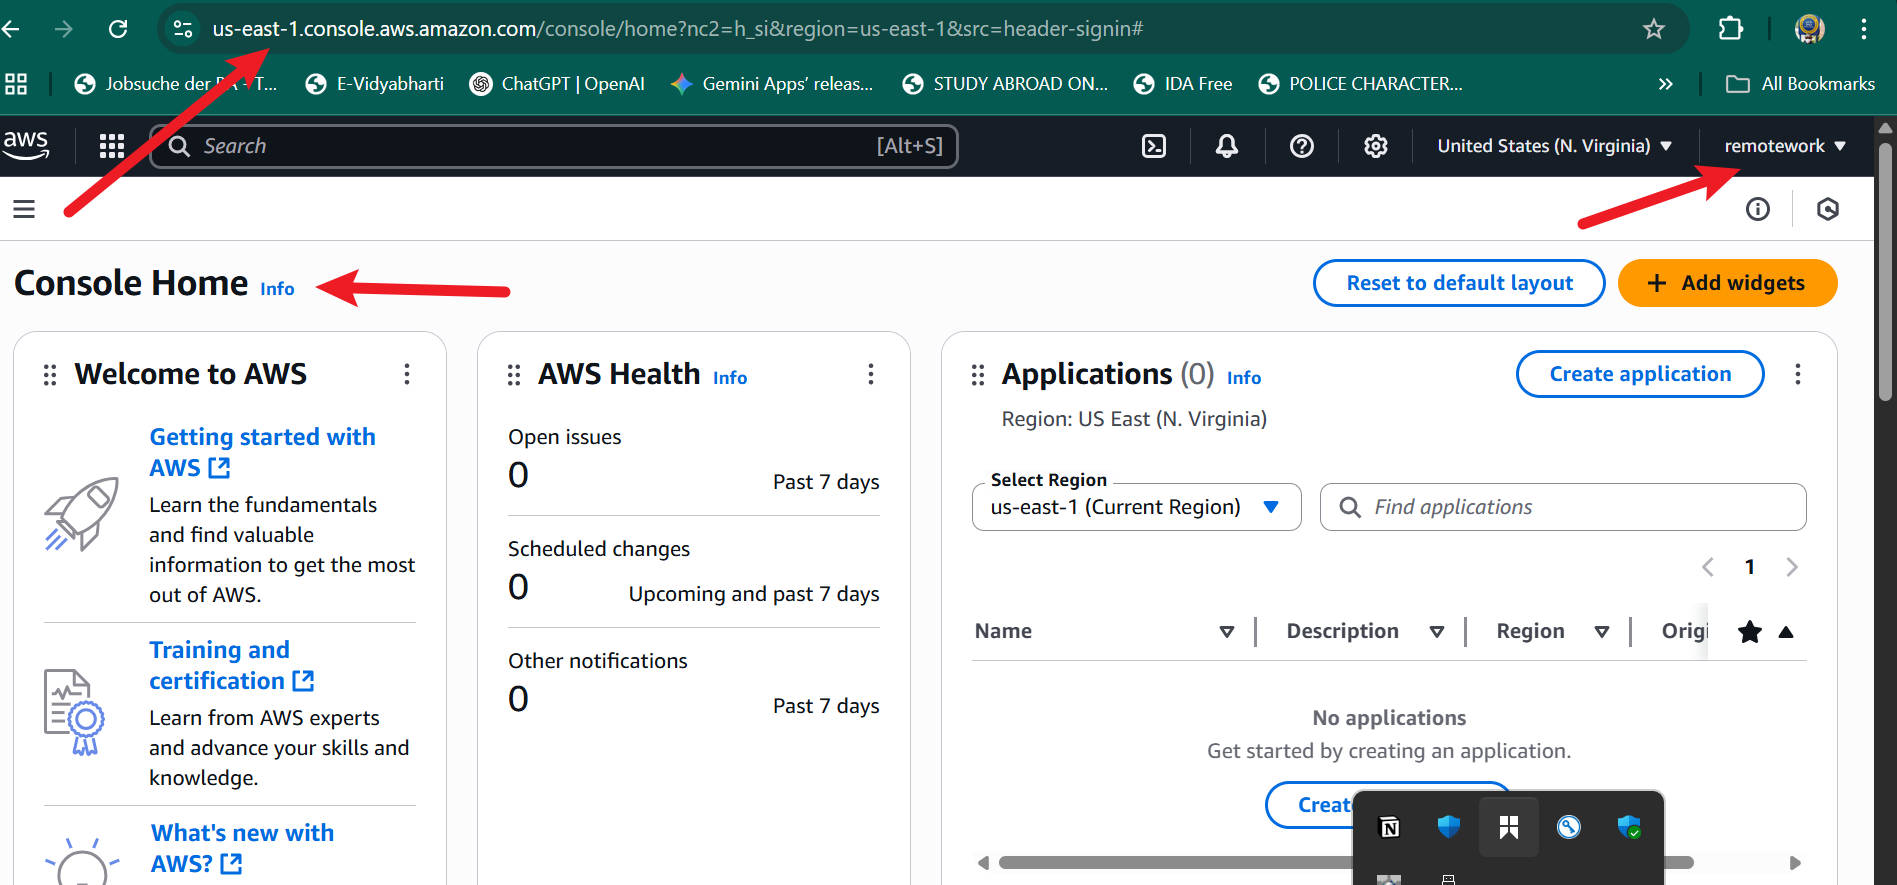 us-east-1.console.aws.amazon.com/console/home?nc2=h_si&region=us-east-1&src=header-signin#
Jobsuche der T... E-Vidyabharti ChatGPT | OpenAI Gemini Apps’ releas... STUDY ABROAD ON... IDA Free POLICE CHARACTER... » All Bookmarks
aws Search [Alt+S] United States (N. Virginia) remotework
Console Home Info Reset to default layout + Add widgets
Welcome to AWS
Getting started with
AWS
Learn the fundamentals
and find valuable
information to get the most
out of AWS.
Training and
certification
Learn from AWS experts
and advance your skills and
knowledge.
What's new with
AWS?
AWS Health Info
Open issues
0 Past 7 days
Scheduled changes
0 Upcoming and past 7 days
Other notifications
0 Past 7 days
Applications (0) Info Create application
Region: US East (N. Virginia)
Select Region
us-east-1 (Current Region) Find applications
1
Name Description Region Origi
No applications
Get started by creating an application.
Creat